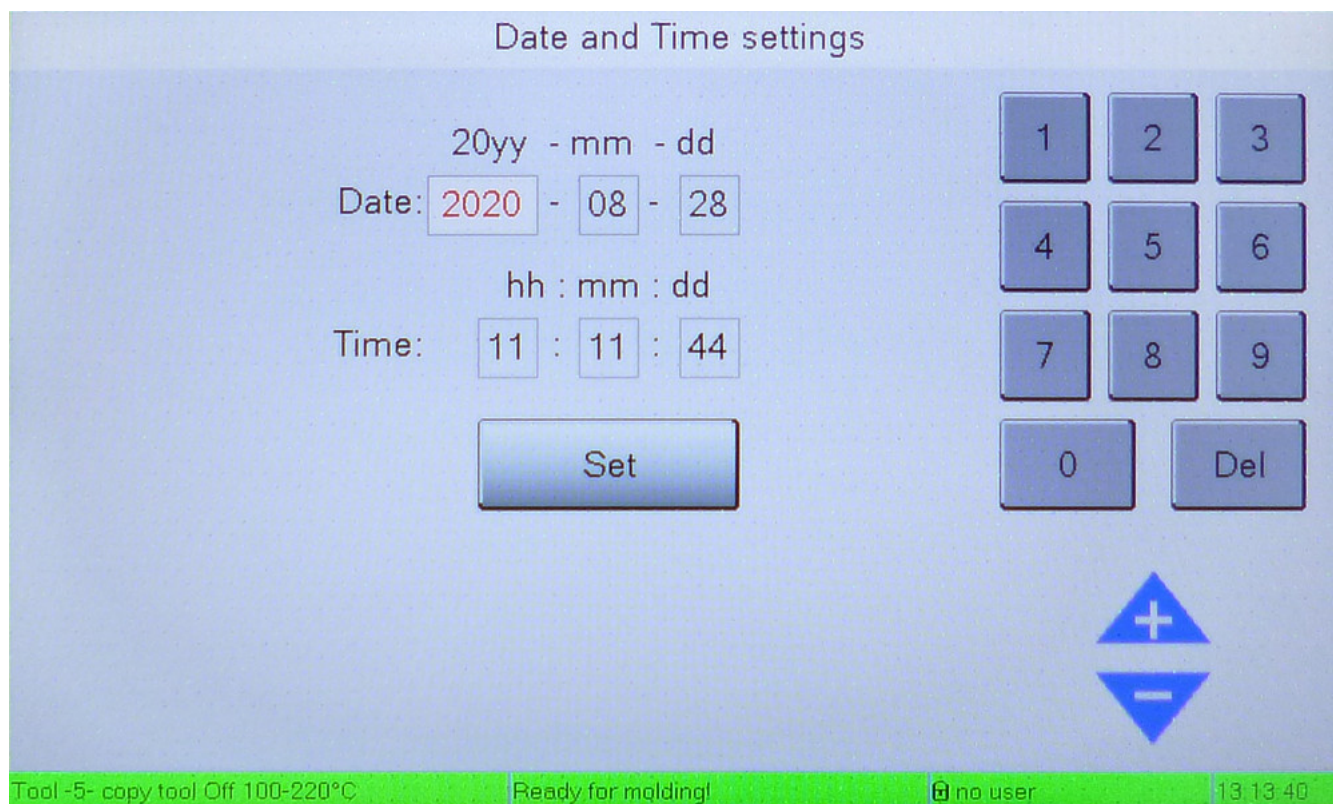 Date and Time settings
20yy - mm - dd
Date: 2020 - 08 - 28
hh : mm : dd
Time: 11 : 11 : 44
Set
1 2 3
4 5 6
7 8 9
0 Del
+
−
Tool -5- copy tool Off 100-220°C Ready for molding! no user 13:13:40